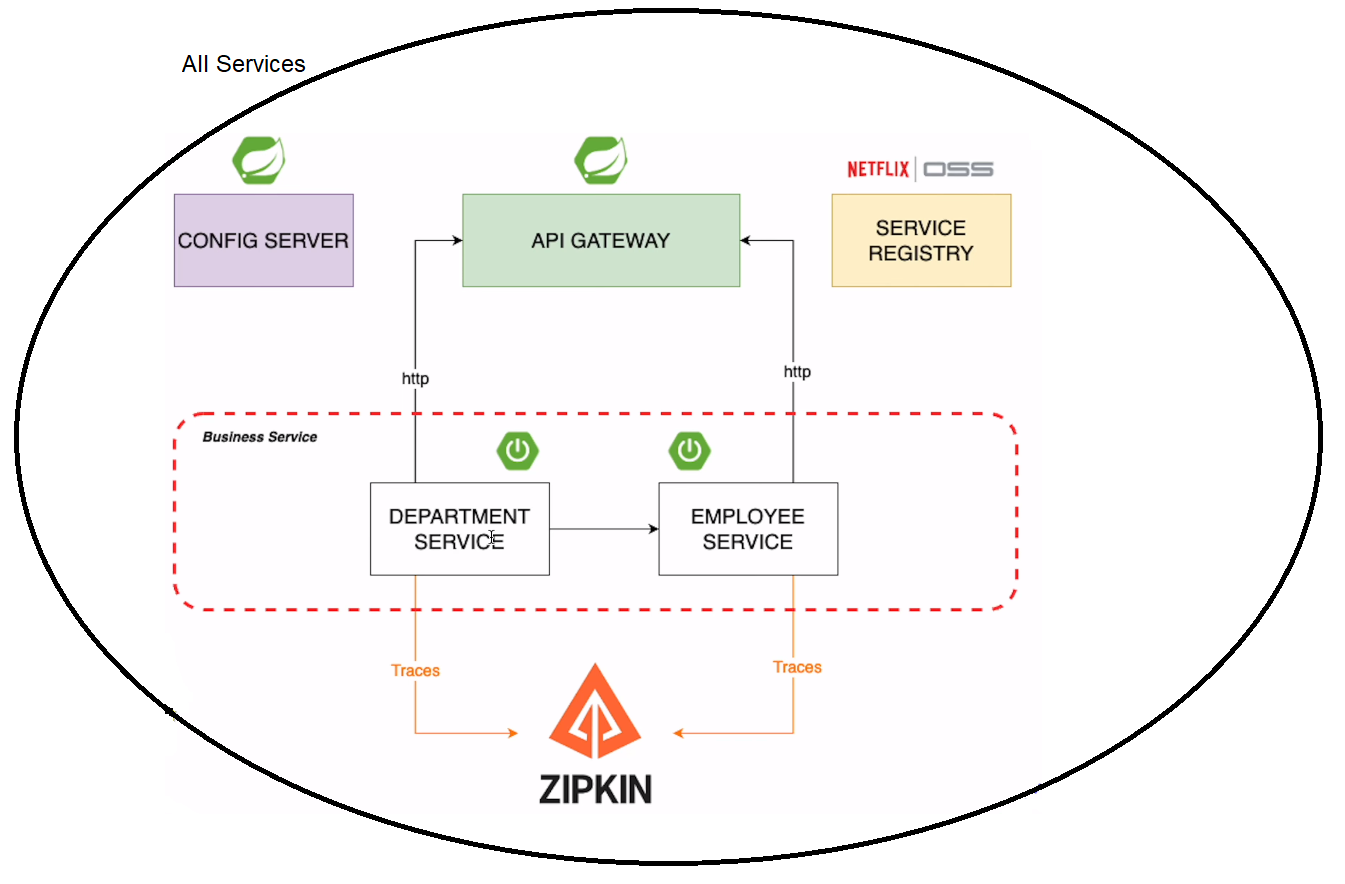 All Services
NETFLIX OSS
CONFIG SERVER
API GATEWAY
SERVICE
REGISTRY
http
http
Business Service
DEPARTMENT
SERVICE
EMPLOYEE
SERVICE
Traces
Traces
ZIPKIN